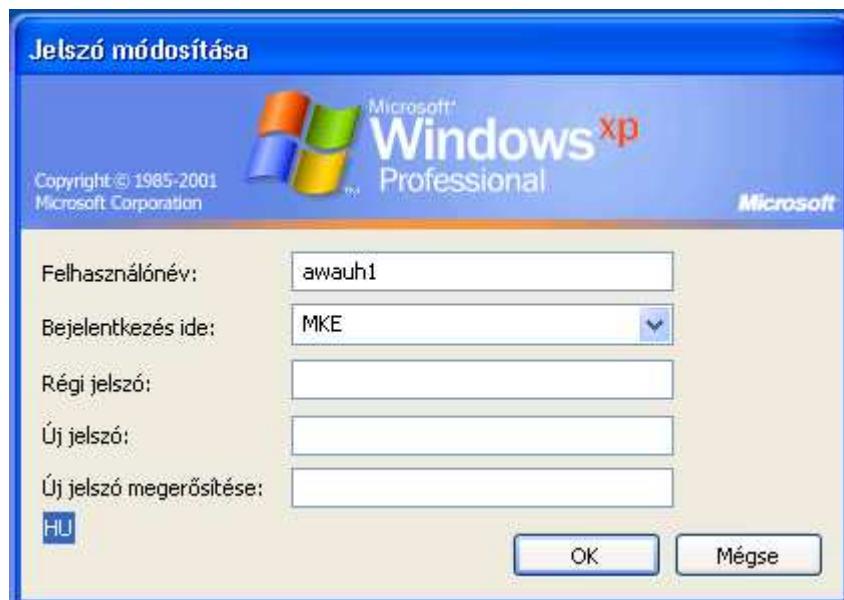 Jelszó módosítása
Microsoft®
Windows xp
Professional
Copyright © 1985-2001
Microsoft Corporation
Microsoft
Felhasználónév: awauh1
Bejelentkezés ide: MKE
Régi jelszó:
Új jelszó:
Új jelszó megerősítése:
HU
OK Mégse